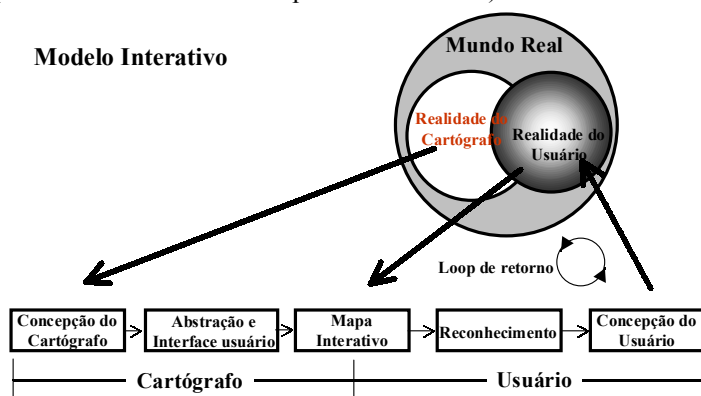 Mundo Real
Modelo Interativo
Realidade do
Cartógrafo
Realidade do
Usuário
Loop de retorno
Concepção do
Cartógrafo
Abstração e
Interface usuário
Mapa
Interativo
Reconhecimento
Concepção do
Usuário
Cartógrafo
Usuário